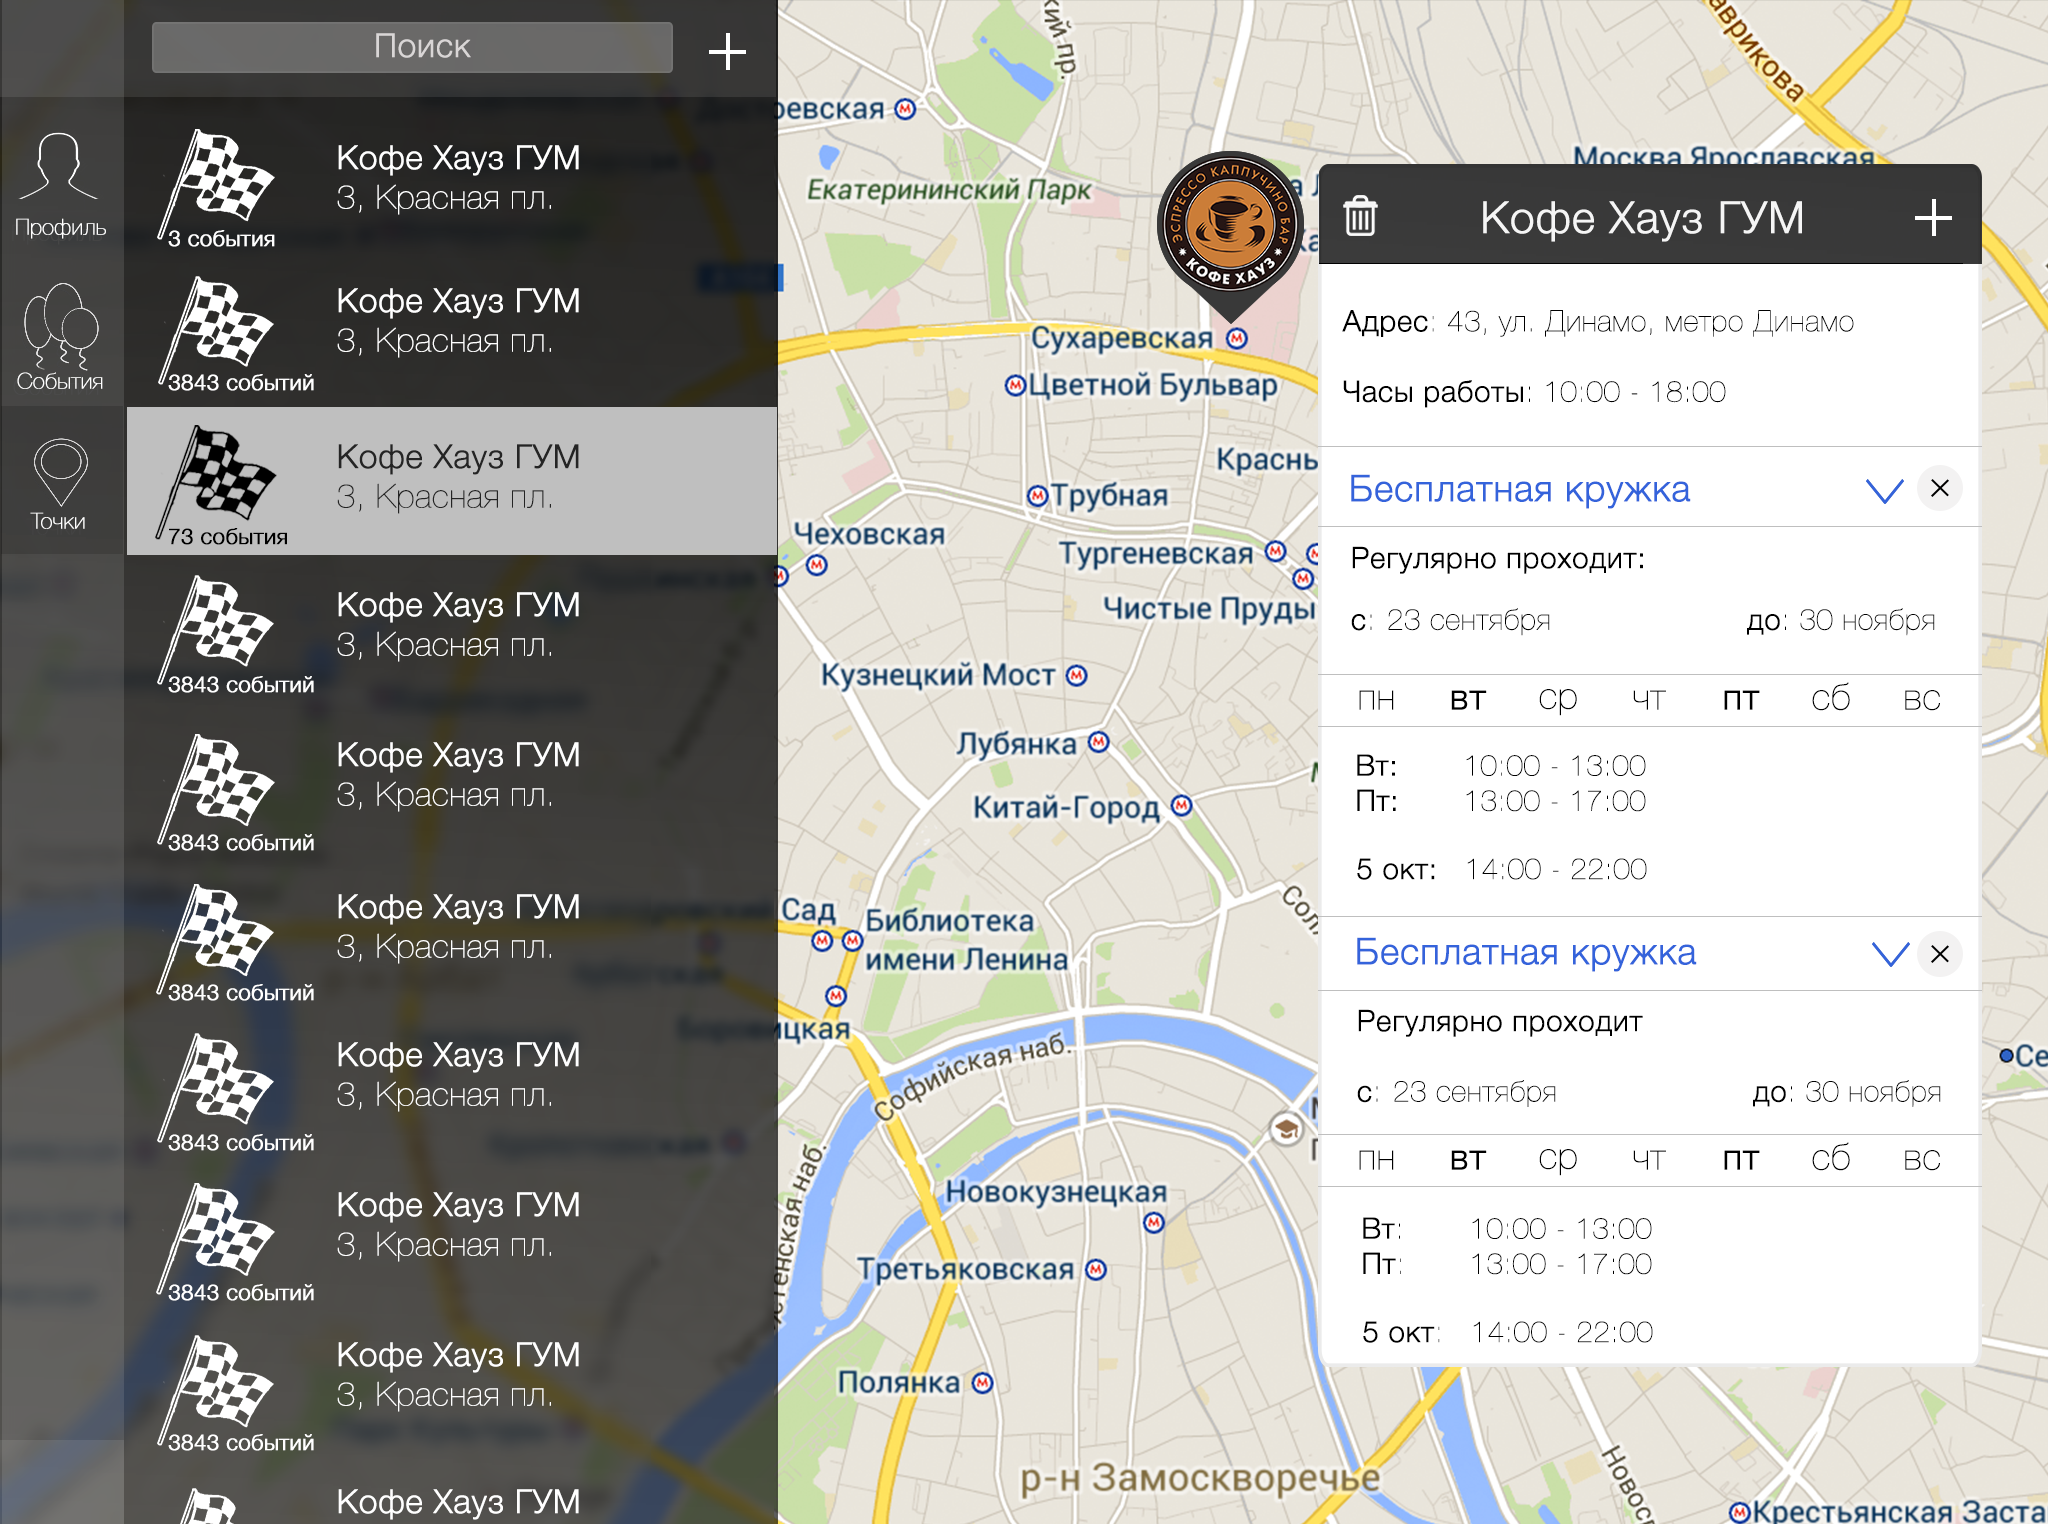 Поиск
Профиль
События
Точки
Кофе Хауз ГУМ
3, Красная пл.
3 события
Кофе Хауз ГУМ
3, Красная пл.
3843 событий
Кофе Хауз ГУМ
3, Красная пл.
73 события
Кофе Хауз ГУМ
3, Красная пл.
3843 событий
Кофе Хауз ГУМ
3, Красная пл.
3843 событий
Кофе Хауз ГУМ
3, Красная пл.
3843 событий
Кофе Хауз ГУМ
3, Красная пл.
3843 событий
Кофе Хауз ГУМ
3, Красная пл.
3843 событий
Кофе Хауз ГУМ
3, Красная пл.
3843 событий
Кофе Хауз ГУМ
кий пр.
аврикова
оевская
Москва Ярославская
Екатерининский Парк
ЭСПРЕССО КАППУЧИНО БАР
КОФЕ ХАУЗ
Сухаревская
Цветной Бульвар
Красны
Трубная
Чеховская
Тургеневская
Чистые Пруды
Кузнецкий Мост
Лубянка
Китай-Город
Сад
Библиотека
имени Ленина
Боровицкая
Софийская наб.
Новокузнецкая
Третьяковская
Полянка
р-н Замоскворечье
Новос
Крестьянская Заста
Се
Кофе Хауз ГУМ
Адрес: 43, ул. Динамо, метро Динамо
Часы работы: 10:00 - 18:00
Бесплатная кружка
Регулярно проходит:
с: 23 сентября до: 30 ноября
пн вт ср чт пт сб вс
Вт: 10:00 - 13:00
Пт: 13:00 - 17:00
5 окт: 14:00 - 22:00
Бесплатная кружка
Регулярно проходит
с: 23 сентября до: 30 ноября
пн вт ср чт пт сб вс
Вт: 10:00 - 13:00
Пт: 13:00 - 17:00
5 окт: 14:00 - 22:00